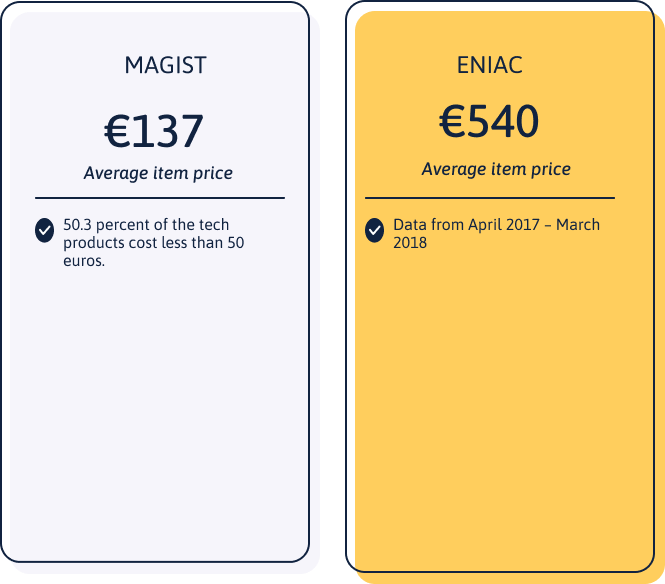 MAGIST
€137
Average item price
50.3 percent of the tech
products cost less than 50
euros.
ENIAC
€540
Average item price
Data from April 2017 – March
2018